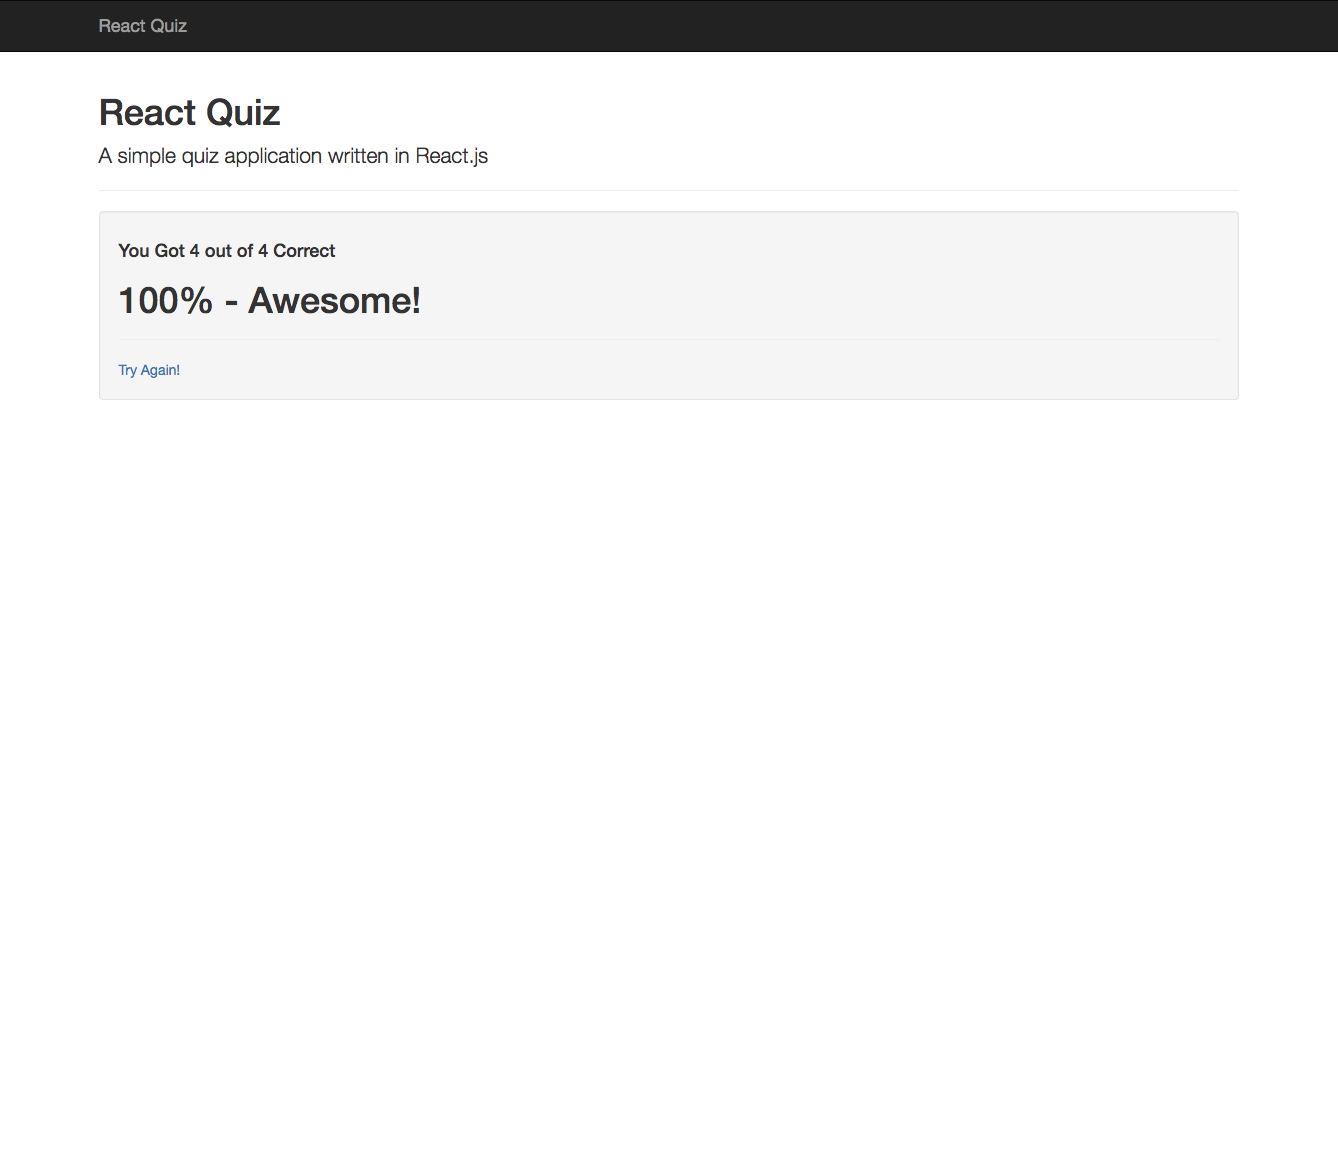 React Quiz
React Quiz
A simple quiz application written in React.js
You Got 4 out of 4 Correct
100% - Awesome!
Try Again!